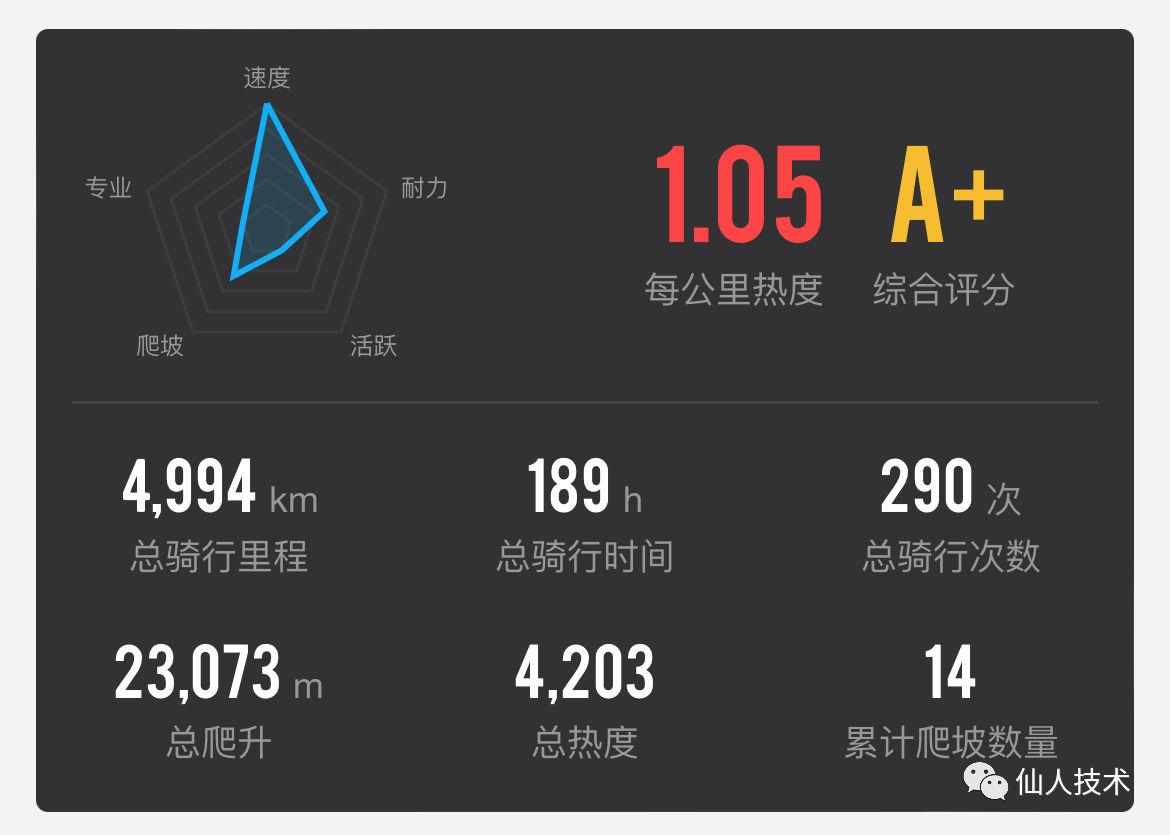 速度
专业
耐力
爬坡
活跃
1.05 A+
每公里热度 综合评分
4,994 km 189 h 290 次
总骑行里程 总骑行时间 总骑行次数
23,073 m 4,203 14
总爬升 总热度 累计爬坡数量
仙人技术